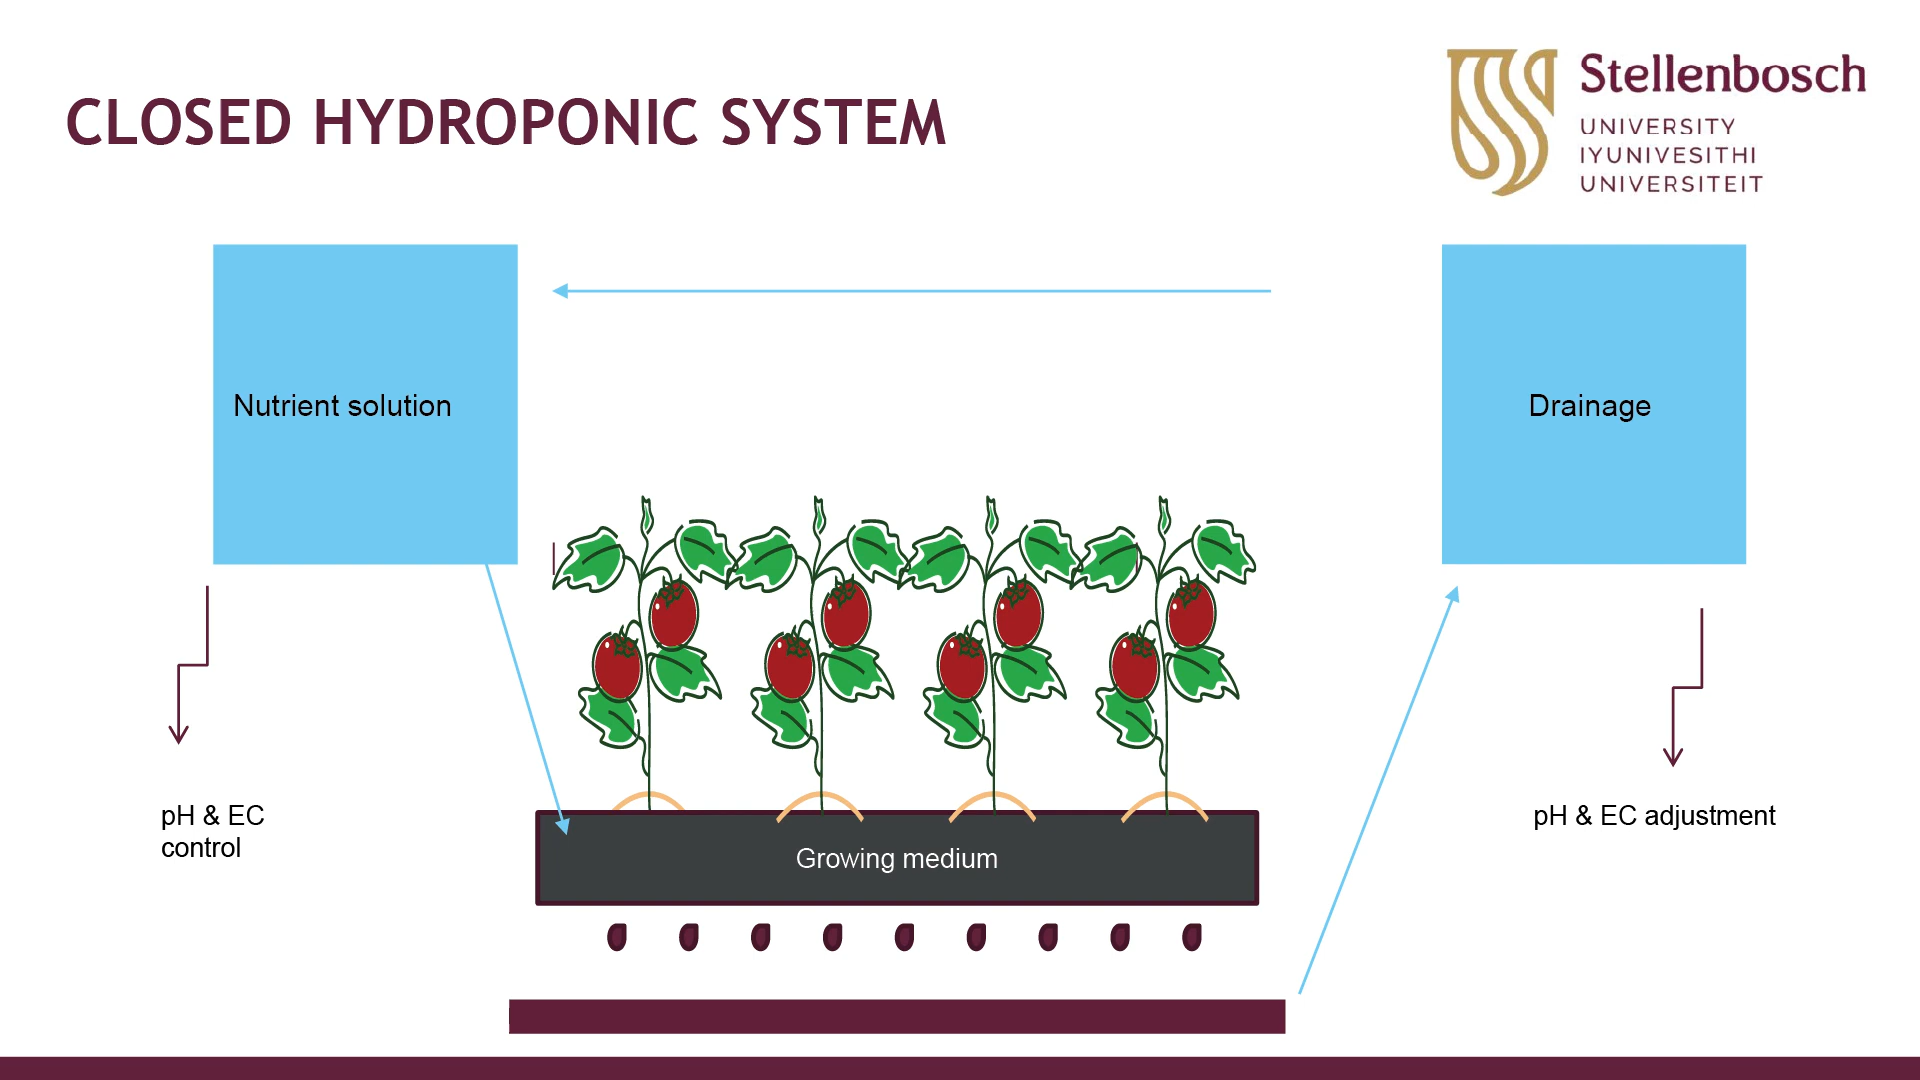 CLOSED HYDROPONIC SYSTEM
Stellenbosch
UNIVERSITY
IYUNIVESITHI
UNIVERSITEIT
Nutrient solution
Drainage
pH & EC
control
pH & EC adjustment
Growing medium